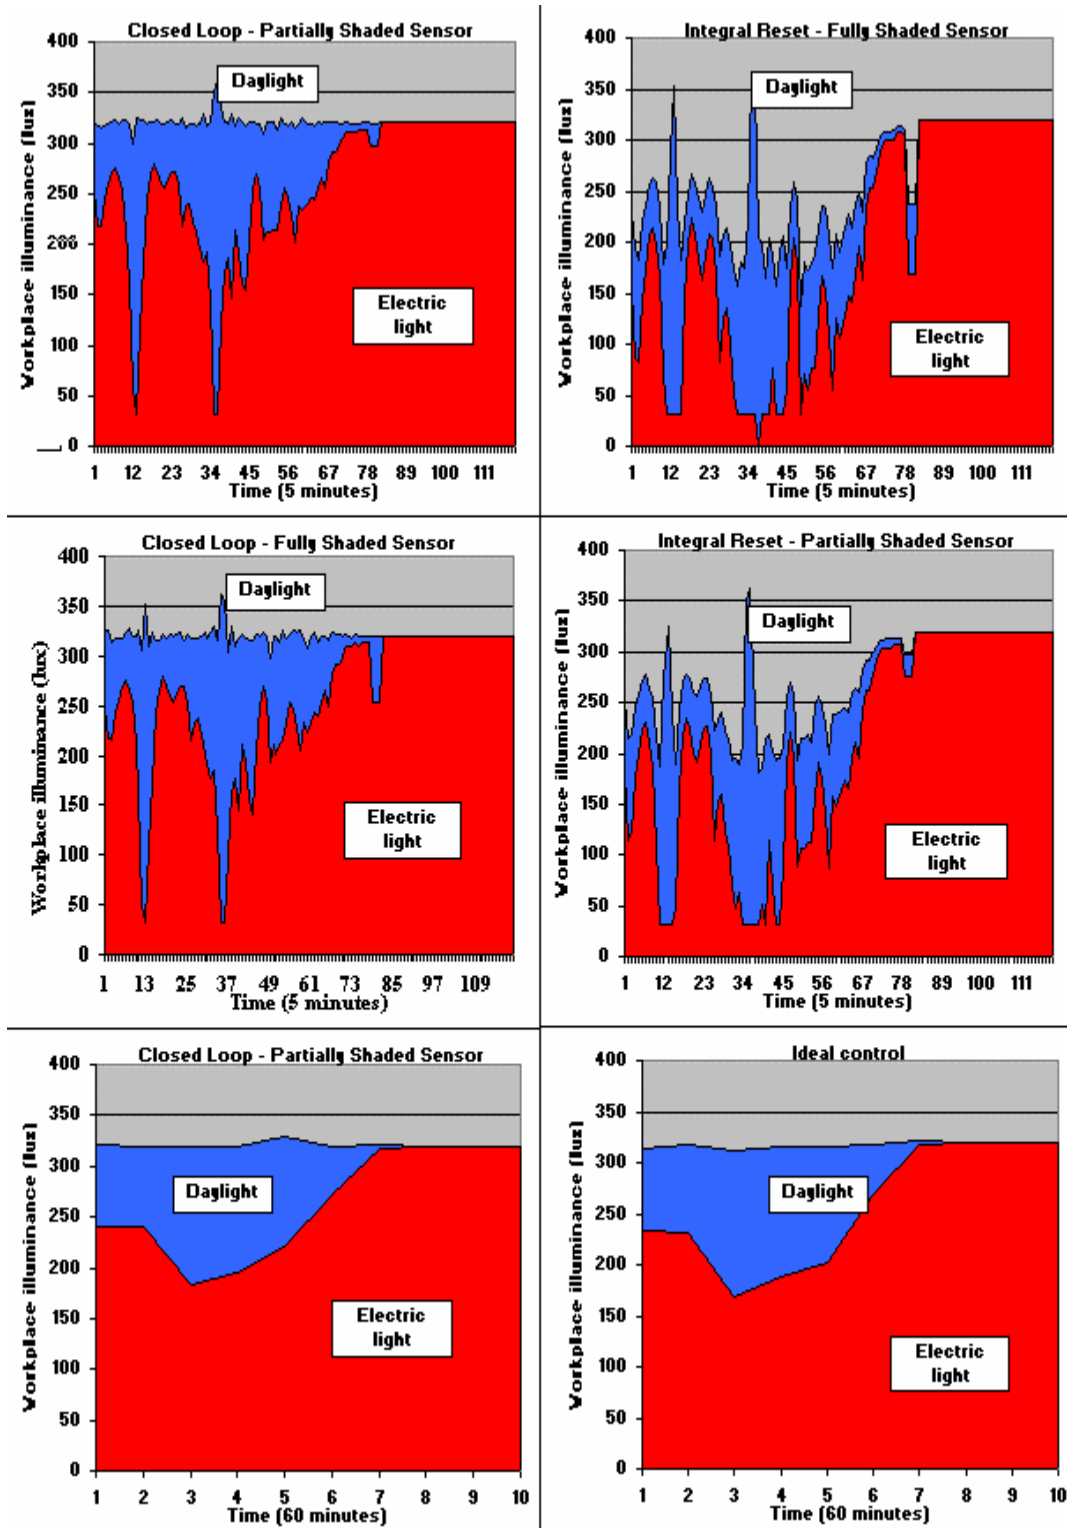 Closed Loop - Partially Shaded Sensor
400
350
300
250
200
150
100
50
0
Workplace illuminance (flux)
Daylight
Electric
light
1 12 23 34 45 56 67 78 89 100 111
Time (5 minutes)
Integral Reset - Fully Shaded Sensor
400
350
300
250
200
150
100
50
0
Workplace illuminance (flux)
Daylight
Electric
light
1 12 23 34 45 56 67 78 89 100 111
Time (5 minutes)
Closed Loop - Fully Shaded Sensor
400
350
300
250
200
150
100
50
0
Workplace illuminance (lux)
Daylight
Electric
light
1 13 25 37 49 61 73 85 97 109
Time (5 minutes)
Integral Reset - Partially Shaded Sensor
400
350
300
250
200
150
100
50
0
Workplace illuminance (flux)
Daylight
Electric
light
1 12 23 34 45 56 67 78 89 100 111
Time (5 minutes)
Closed Loop - Partially Shaded Sensor
400
350
300
250
200
150
100
50
0
Workplace illuminance (flux)
Daylight
Electric
light
1 2 3 4 5 6 7 8 9 10
Time (60 minutes)
Ideal control
400
350
300
250
200
150
100
50
0
Workplace illuminance (flux)
Daylight
Electric
light
1 2 3 4 5 6 7 8 9 10
Time (60 minutes)